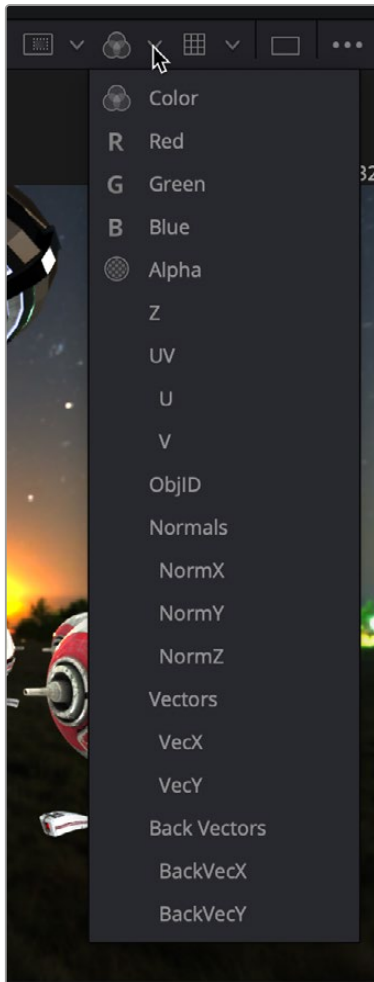 Color
R Red
G Green
B Blue
Alpha
Z
UV
U
V
ObjID
Normals
NormX
NormY
NormZ
Vectors
VecX
VecY
Back Vectors
BackVecX
BackVecY